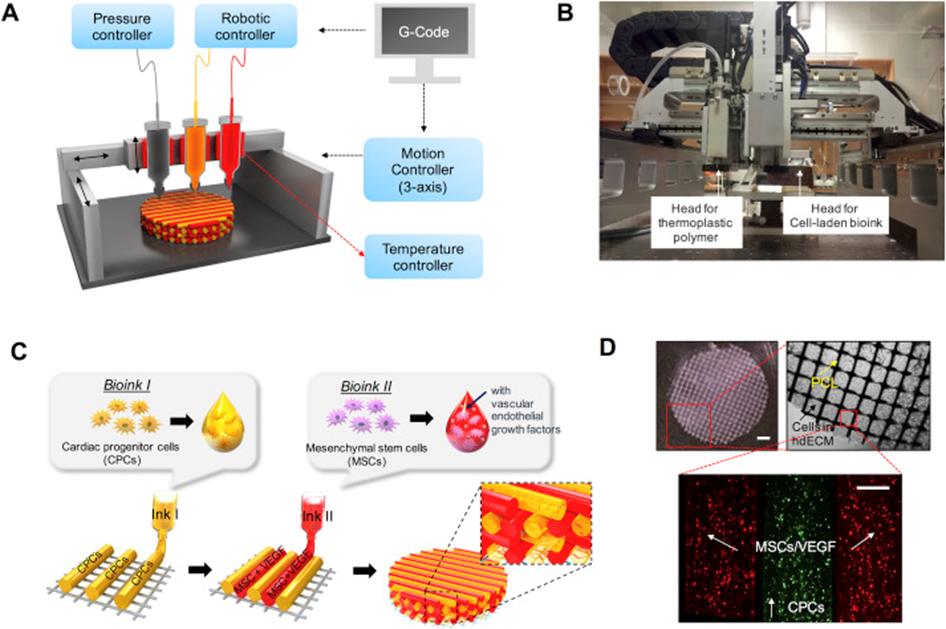 A
Pressure
controller
Robotic
controller
G-Code
Motion
Controller
(3-axis)
Temperature
controller
B
Head for
thermoplastic
polymer
Head for
Cell-laden bioink
C
Bioink I
Cardiac progenitor cells
(CPCs)
Bioink II
with
vascular
endothelial
growth factors
Mesenchymal stem cells
(MSCs)
Ink I
CPCs
CPCs
CPCs
Ink II
MSC + VEGF
MSC+VEGF
D
PCL
Cells in
hdECM
MSCs/VEGF
CPCs